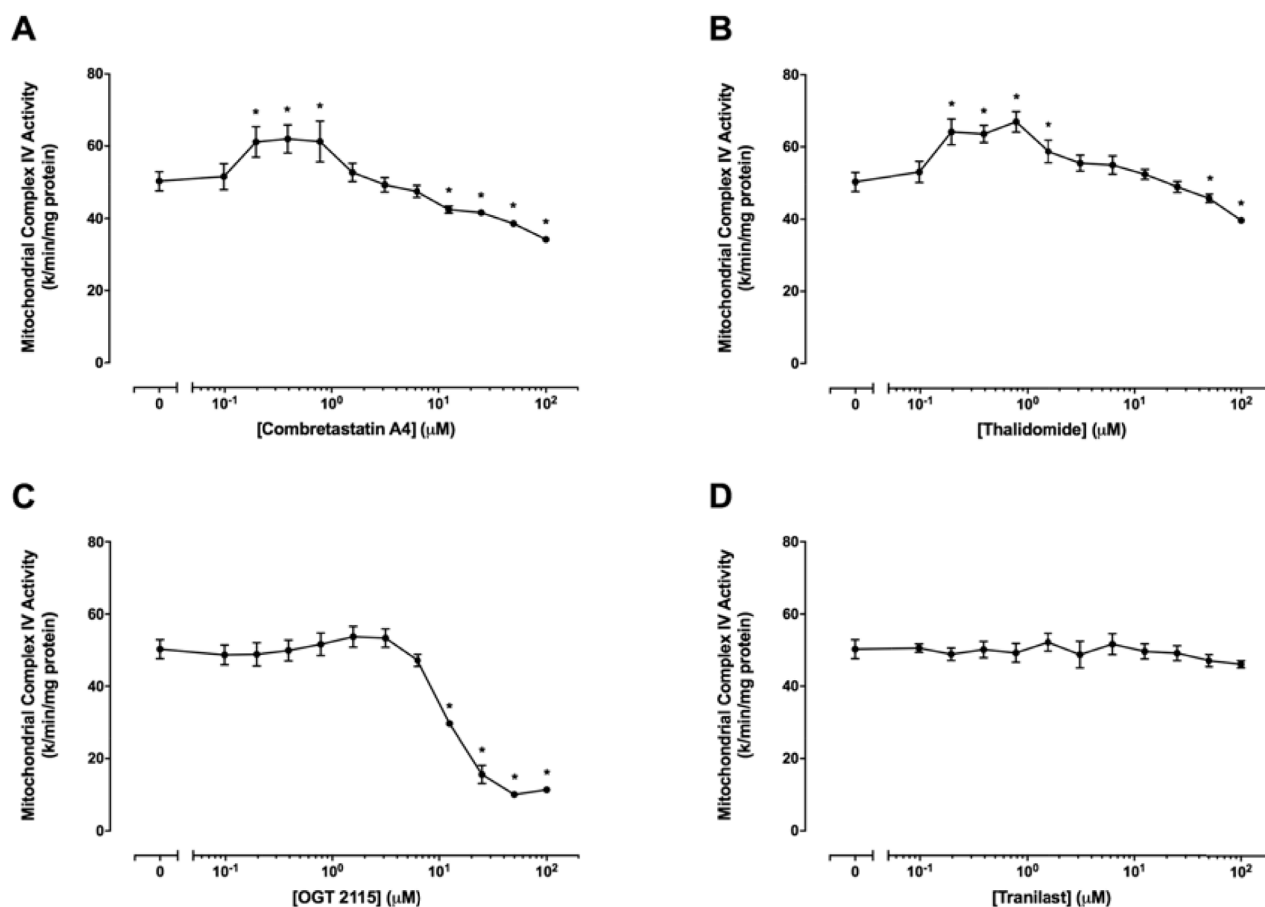 A
Mitochondrial Complex IV Activity
(k/min/mg protein)
80
60
40
20
0
* * *
* * * *
0 10⁻¹ 10⁰ 10¹ 10²
[Combretastatin A4] (μM)
B
Mitochondrial Complex IV Activity
(k/min/mg protein)
80
60
40
20
0
* * * *
* *
0 10⁻¹ 10⁰ 10¹ 10²
[Thalidomide] (μM)
C
Mitochondrial Complex IV Activity
(k/min/mg protein)
80
60
40
20
0
* * * *
0 10⁻¹ 10⁰ 10¹ 10²
[OGT 2115] (μM)
D
Mitochondrial Complex IV Activity
(k/min/mg protein)
80
60
40
20
0
0 10⁻¹ 10⁰ 10¹ 10²
[Tranilast] (μM)